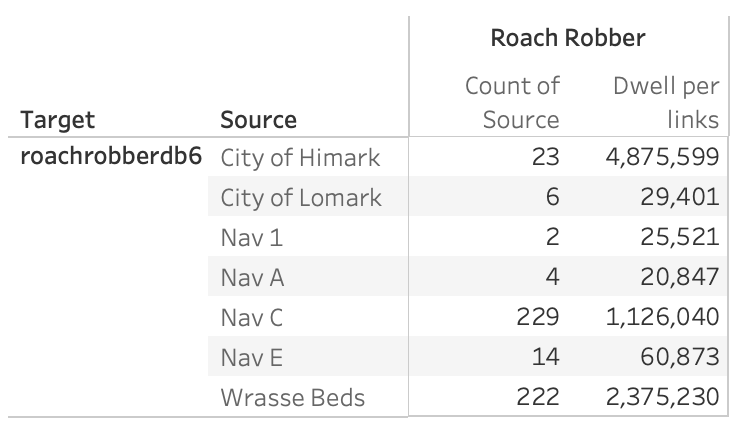 Roach Robber
Count of Dwell per
Target Source Source links
roachrobberdb6 City of Himark 23 4,875,599
City of Lomark 6 29,401
Nav 1 2 25,521
Nav A 4 20,847
Nav C 229 1,126,040
Nav E 14 60,873
Wrasse Beds 222 2,375,230